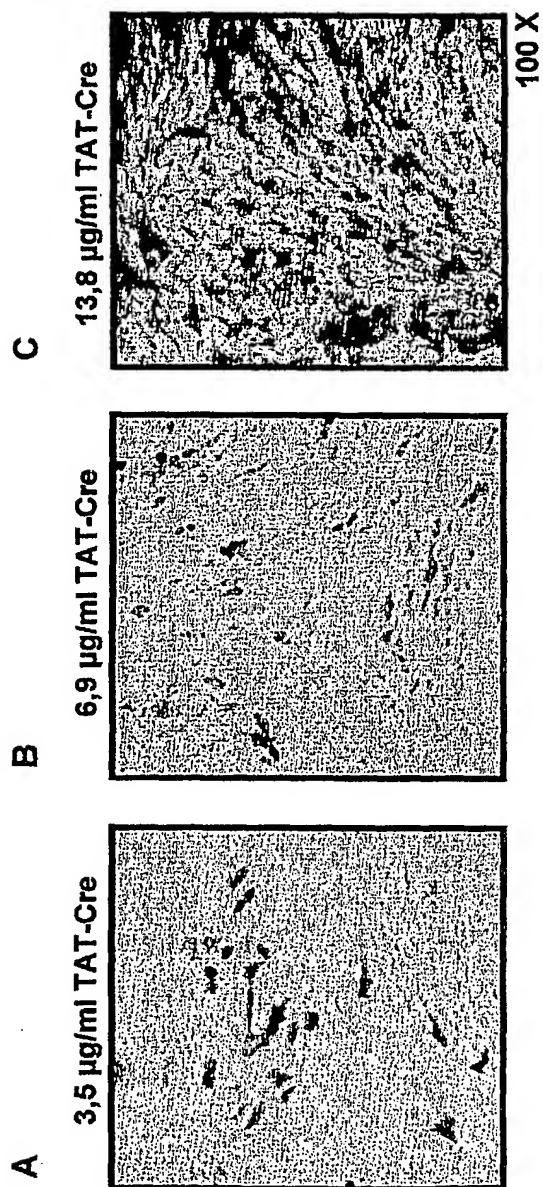 A
3,5 µg/ml TAT-Cre
B
6,9 µg/ml TAT-Cre
C
13,8 µg/ml TAT-Cre
100 X